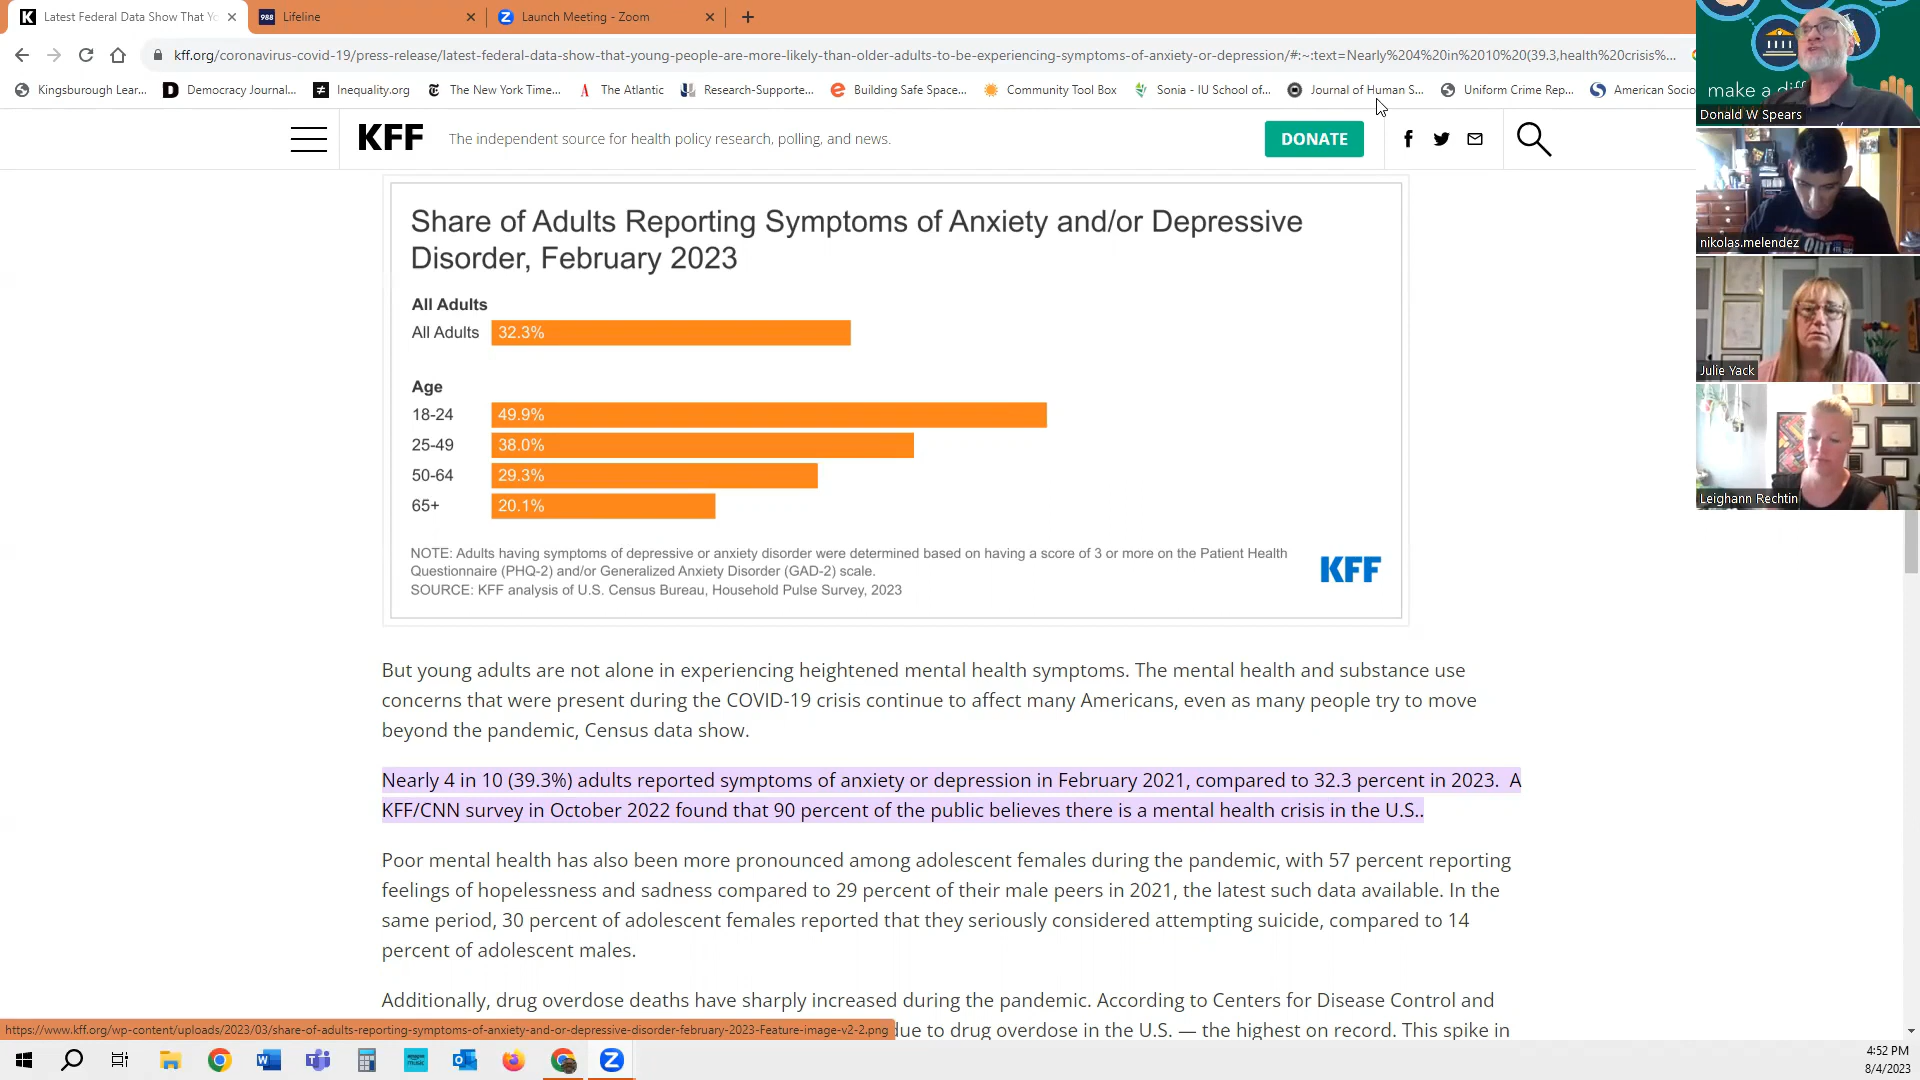 Latest Federal Data Show That Yo
988 Lifeline
Launch Meeting - Zoom
kff.org/coronavirus-covid-19/press-release/latest-federal-data-show-that-young-people-are-more-likely-than-older-adults-to-be-experiencing-symptoms-of-anxiety-or-depression/#:~:text=Nearly%204%20in%2010%20(39.3,health%20crisis%...
Kingsborough Lear...
Democracy Journal...
Inequality.org
The New York Time...
The Atlantic
Research-Supporte...
Building Safe Space...
Community Tool Box
Sonia - IU School of...
Journal of Human S...
Uniform Crime Rep...
American Socio
KFF
The independent source for health policy research, polling, and news.
DONATE
Share of Adults Reporting Symptoms of Anxiety and/or Depressive
Disorder, February 2023
All Adults
All Adults 32.3%
Age
18-24 49.9%
25-49 38.0%
50-64 29.3%
65+ 20.1%
NOTE: Adults having symptoms of depressive or anxiety disorder were determined based on having a score of 3 or more on the Patient Health
Questionnaire (PHQ-2) and/or Generalized Anxiety Disorder (GAD-2) scale.
SOURCE: KFF analysis of U.S. Census Bureau, Household Pulse Survey, 2023
KFF
But young adults are not alone in experiencing heightened mental health symptoms. The mental health and substance use
concerns that were present during the COVID-19 crisis continue to affect many Americans, even as many people try to move
beyond the pandemic, Census data show.
Nearly 4 in 10 (39.3%) adults reported symptoms of anxiety or depression in February 2021, compared to 32.3 percent in 2023. A
KFF/CNN survey in October 2022 found that 90 percent of the public believes there is a mental health crisis in the U.S..
Poor mental health has also been more pronounced among adolescent females during the pandemic, with 57 percent reporting
feelings of hopelessness and sadness compared to 29 percent of their male peers in 2021, the latest such data available. In the
same period, 30 percent of adolescent females reported that they seriously considered attempting suicide, compared to 14
percent of adolescent males.
Additionally, drug overdose deaths have sharply increased during the pandemic. According to Centers for Disease Control and
due to drug overdose in the U.S. — the highest on record. This spike in
https://www.kff.org/wp-content/uploads/2023/03/share-of-adults-reporting-symptoms-of-anxiety-and-or-depressive-disorder-february-2023-Feature-image-v2-2.png
make a dif
Donald W Spears
nikolas.melendez
Julie Yack
Leighann Rechtin
amazon music
4:52 PM
8/4/2023